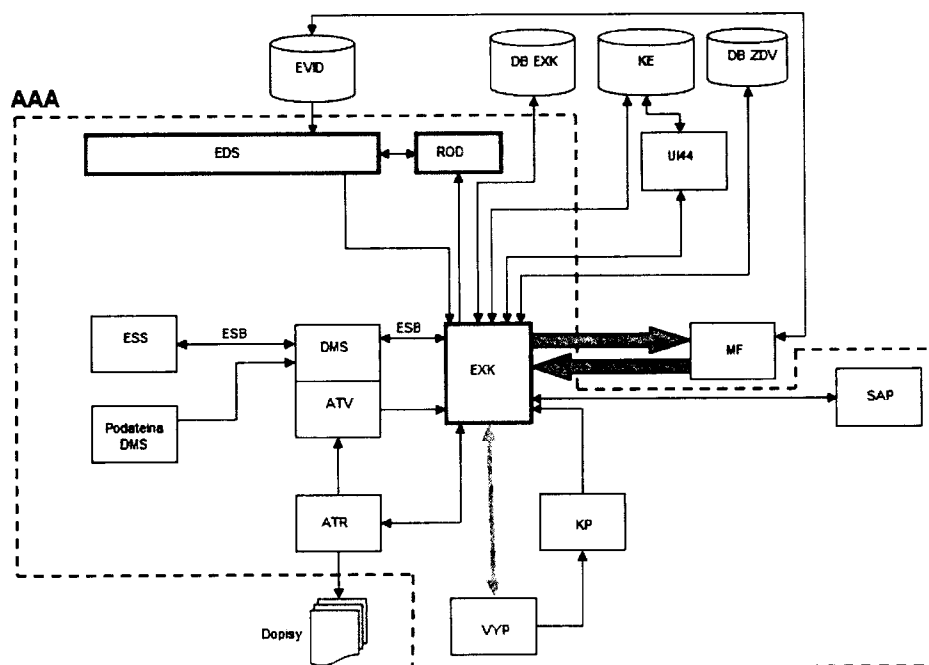 EVID
DB EXK
KE
DB ZDV
AAA
EDS
ROD
UI44
ESS
ESB
DMS
ESB
EXK
MF
ATV
SAP
Podatelna
DMS
ATR
KP
Dopisy
VYP